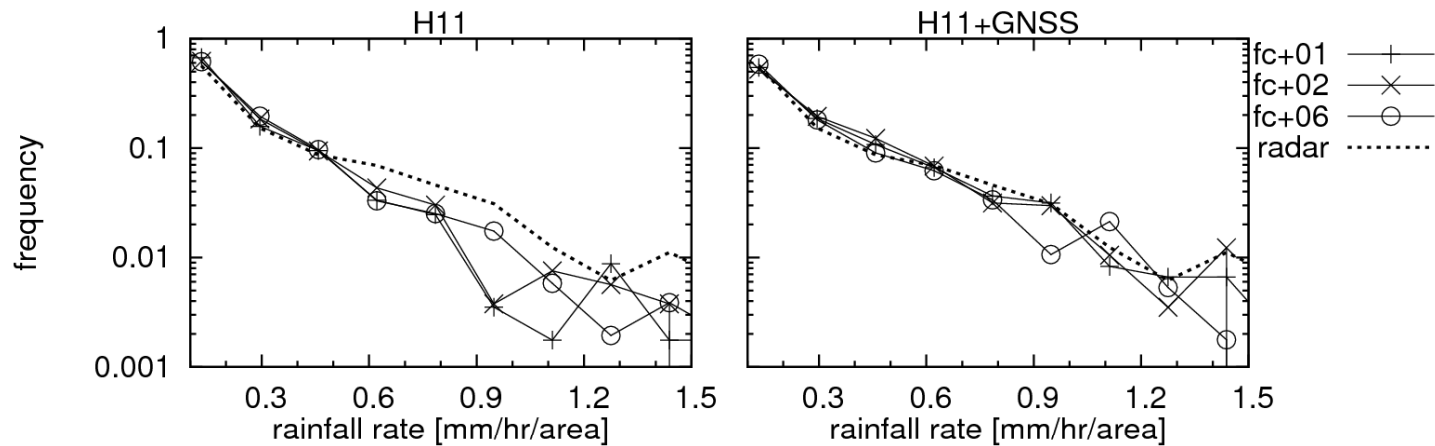 H11
H11+GNSS
frequency
1
0.1
0.01
0.001
0.3 0.6 0.9 1.2 1.5
rainfall rate [mm/hr/area]
0.3 0.6 0.9 1.2 1.5
rainfall rate [mm/hr/area]
fc+01
fc+02
fc+06
radar